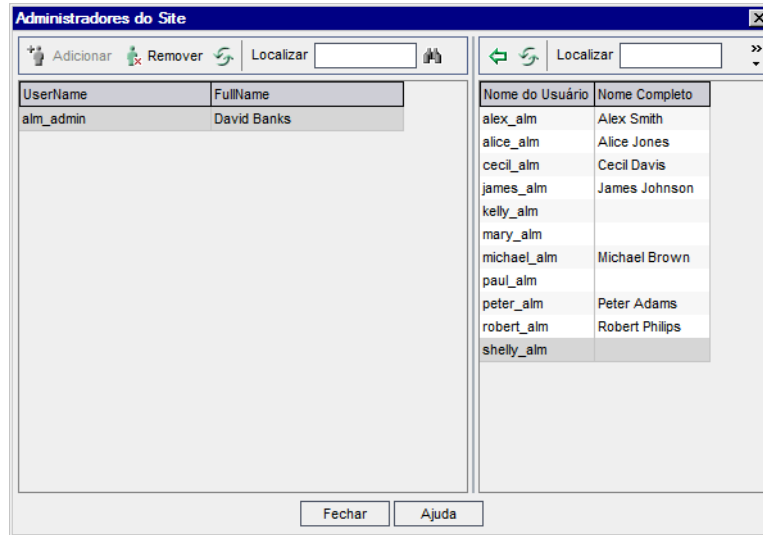 Administradores do Site
Adicionar Remover Localizar
UserName FullName
alm_admin David Banks
Localizar
Nome do Usuário Nome Completo
alex_alm Alex Smith
alice_alm Alice Jones
cecil_alm Cecil Davis
james_alm James Johnson
kelly_alm
mary_alm
michael_alm Michael Brown
paul_alm
peter_alm Peter Adams
robert_alm Robert Philips
shelly_alm
Fechar Ajuda